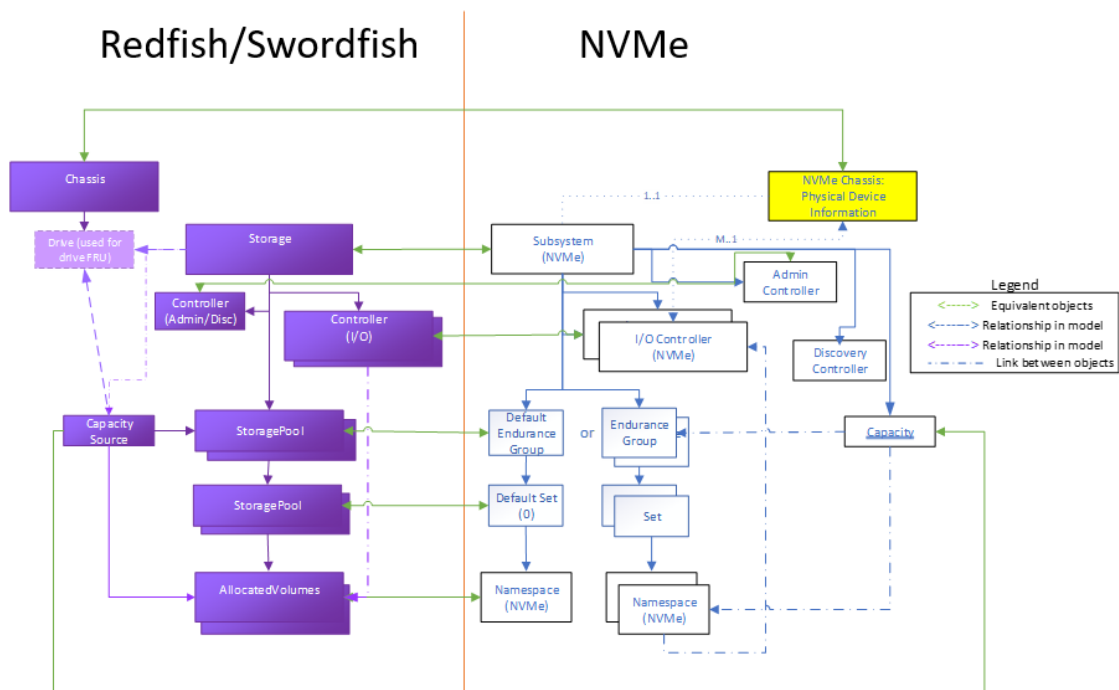 Redfish/Swordfish
NVMe
Chassis
NVMe Chassis:
Physical Device
Information
1..1
Drive (used for
drive FRU)
Storage
Subsystem
(NVMe)
M..1
Admin
Controller
Controller
(Admin/Disc)
Controller
(I/O)
I/O Controller
(NVMe)
Discovery
Controller
Legend
Equivalent objects
Relationship in model
Relationship in model
Link between objects
Capacity
Source
StoragePool
Default
Endurance
Group
or
Endurance
Group
Capacity
StoragePool
Default Set
(0)
Set
AllocatedVolumes
Namespace
(NVMe)
Namespace
(NVMe)